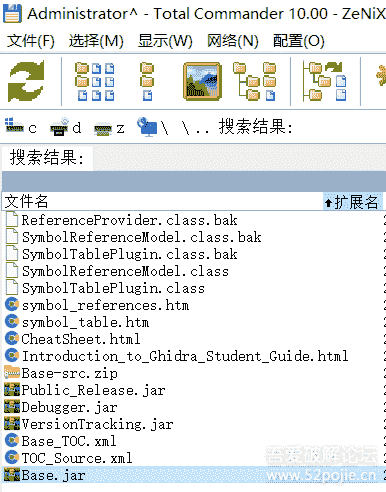 Administrator^ - Total Commander 10.00 - ZeNiX
文件(F) 选择(M) 显示(W) 网络(N) 配置(O)
c d z \ \ .. 搜索结果:
搜索结果:
文件名 扩展名
ReferenceProvider.class.bak
SymbolReferenceModel.class.bak
SymbolTablePlugin.class.bak
SymbolReferenceModel.class
SymbolTablePlugin.class
symbol_references.htm
symbol_table.htm
CheatSheet.html
Introduction_to_Ghidra_Student_Guide.html
Base-src.zip
Public_Release.jar
Debugger.jar
VersionTracking.jar
Base_TOC.xml
TOC_Source.xml
Base.jar
吾爱破解论坛
www.52pojie.cn